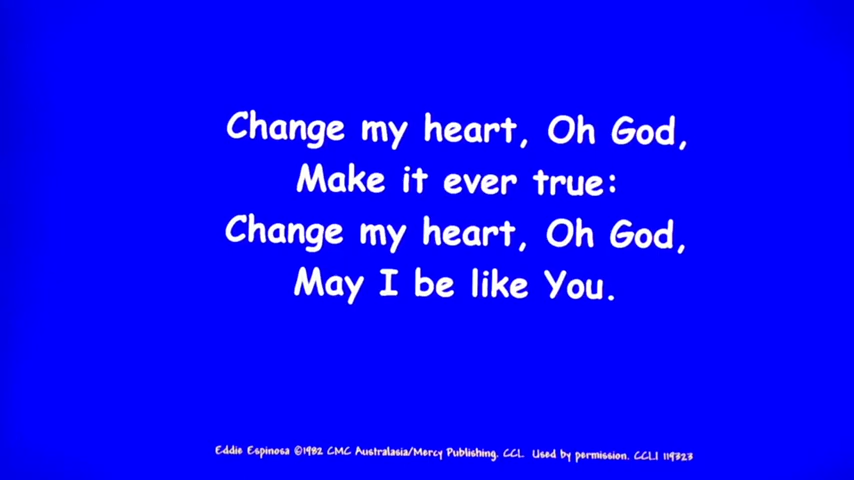 Change my heart, Oh God,
Make it ever true:
Change my heart, Oh God,
May I be like You.
Eddie Espinosa ©1982 CMC Australasia/Mercy Publishing. CCL. Used by permission. CCLI 119323